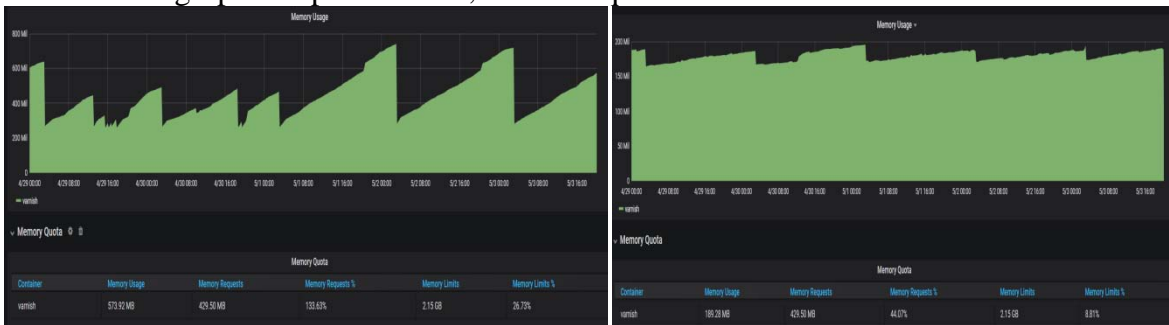 Memory Usage
800 MiB
600 MiB
400 MiB
200 MiB
0
4/29 00:00 4/29 08:00 4/29 16:00 4/30 00:00 4/30 08:00 4/30 16:00 5/1 00:00 5/1 08:00 5/1 16:00 5/2 00:00 5/2 08:00 5/2 16:00 5/3 00:00 5/3 08:00 5/3 16:00
varnish
Memory Quota
Memory Quota
Container Memory Usage Memory Requests Memory Requests % Memory Limits Memory Limits %
varnish 573.92 MB 429.50 MB 133.63% 2.15 GB 26.73%
Memory Usage
200 MiB
150 MiB
100 MiB
50 MiB
0
4/29 00:00 4/29 08:00 4/29 16:00 4/30 00:00 4/30 08:00 4/30 16:00 5/1 00:00 5/1 08:00 5/1 16:00 5/2 00:00 5/2 08:00 5/2 16:00 5/3 00:00 5/3 08:00 5/3 16:00
varnish
Memory Quota
Memory Quota
Container Memory Usage Memory Requests Memory Requests % Memory Limits Memory Limits %
varnish 189.28 MB 429.50 MB 44.07% 2.15 GB 8.81%